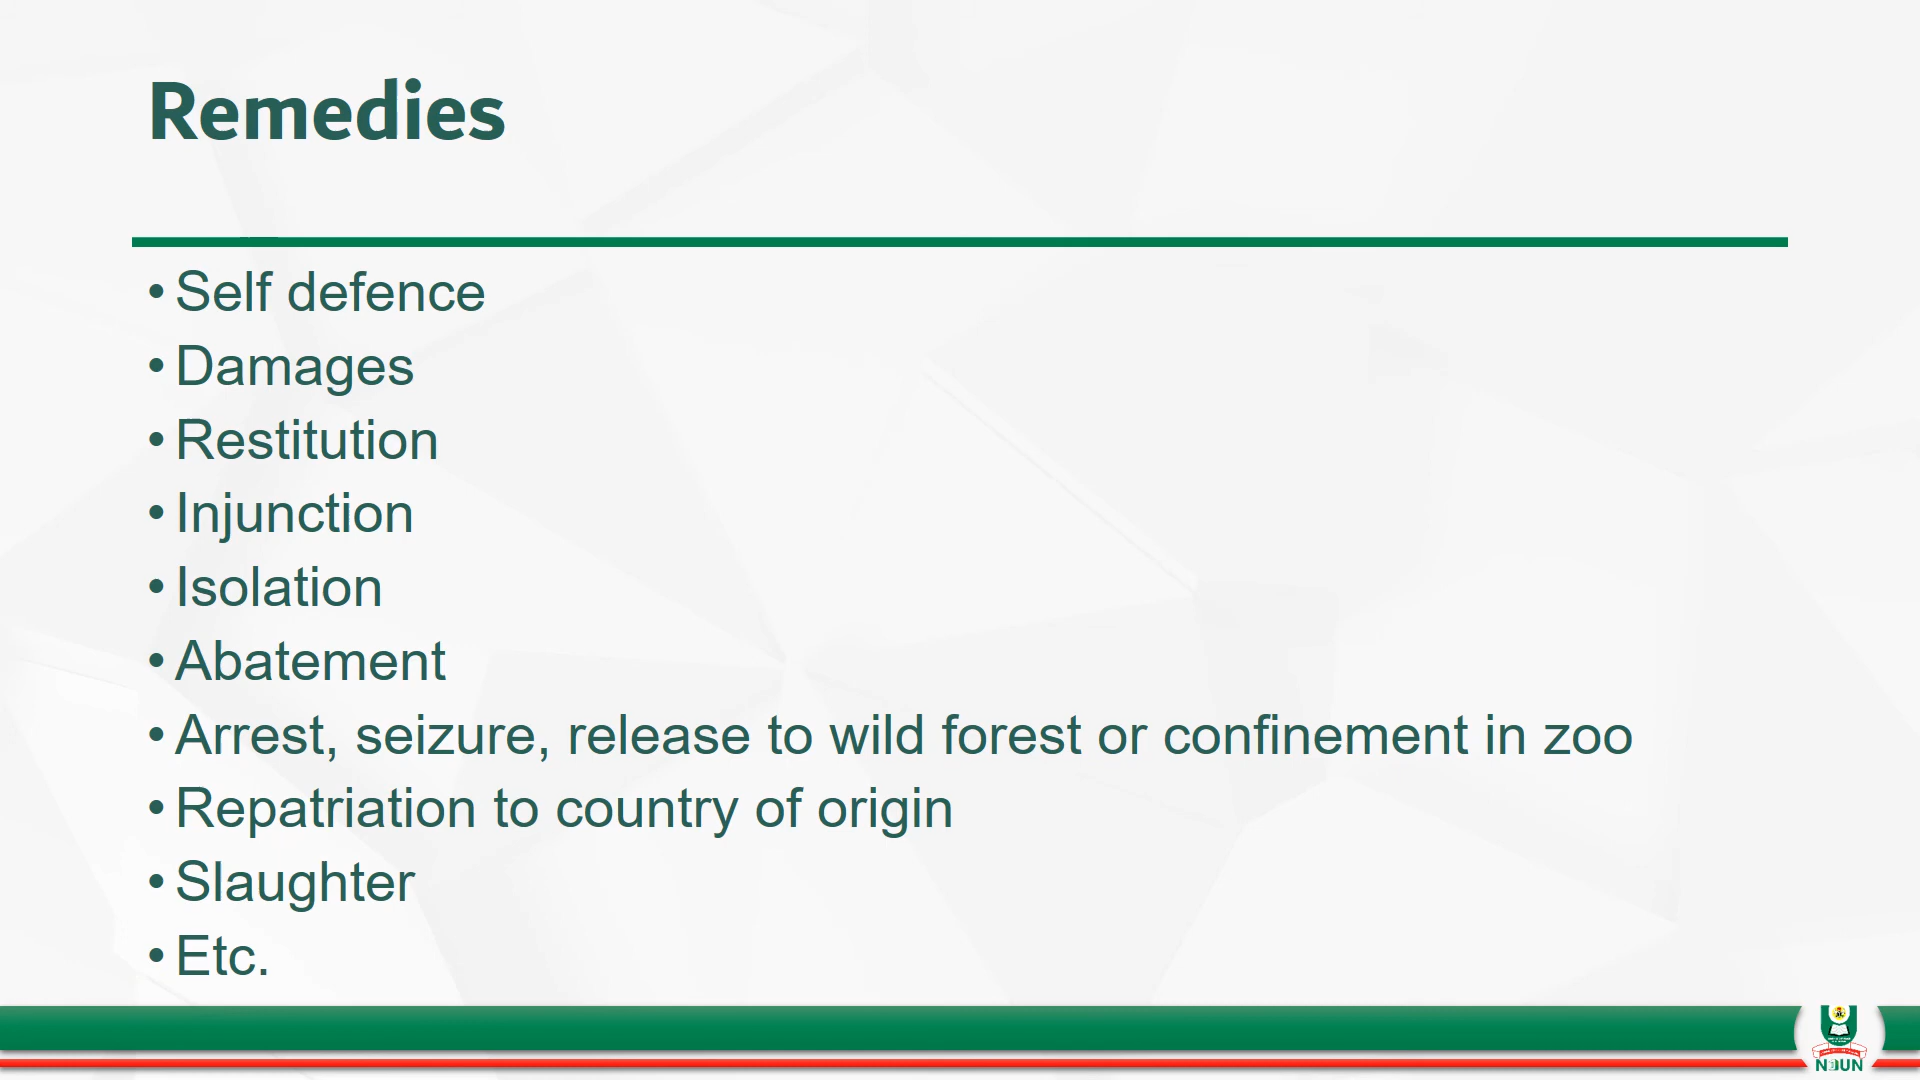 Remedies
• Self defence
• Damages
• Restitution
• Injunction
• Isolation
• Abatement
• Arrest, seizure, release to wild forest or confinement in zoo
• Repatriation to country of origin
• Slaughter
• Etc.
NOUN